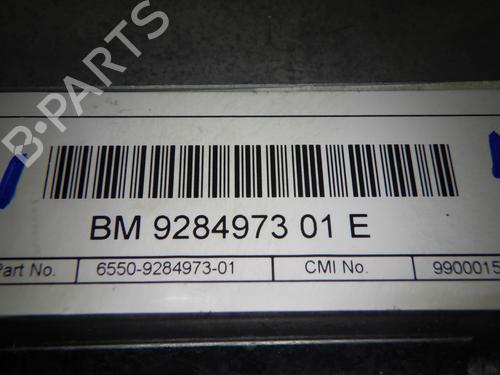 B-PARTS
BM 9284973 01 E
Part No. 6550-9284973-01 CMI No. 9900015